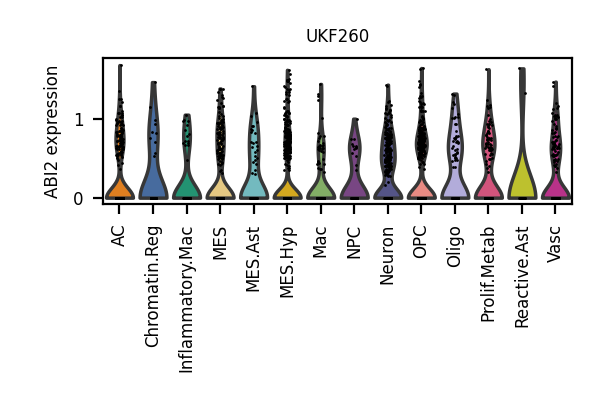 UKF260
ABI2 expression
1
0
AC
Chromatin.Reg
Inflammatory.Mac
MES
MES.Ast
MES.Hyp
Mac
NPC
Neuron
OPC
Oligo
Prolif.Metab
Reactive.Ast
Vasc